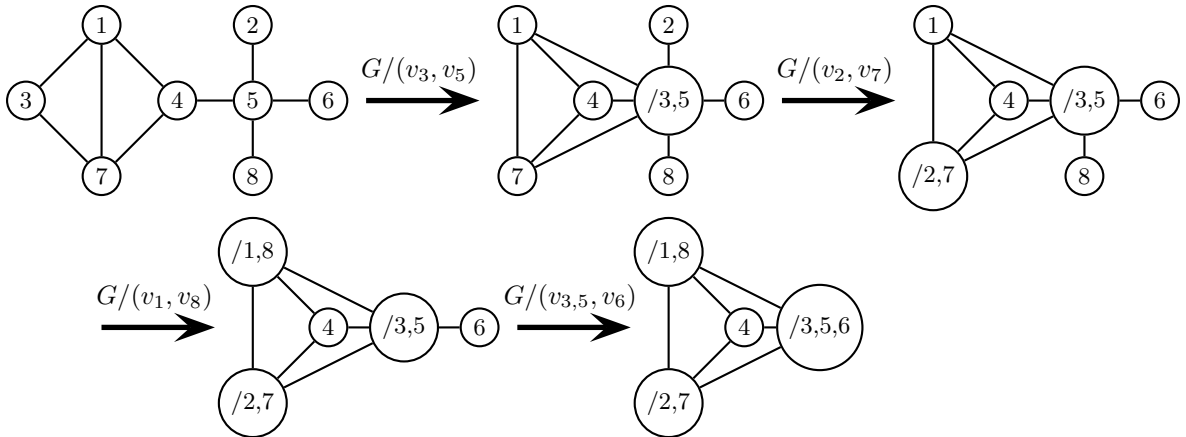 1 2 1 2 1
G/(v₃, v₅) G/(v₂, v₇)
3 4 5 6 4 /3,5 6 4 /3,5 6
7 8 7 8 /2,7 8
/1,8 /1,8
G/(v₁, v₈) G/(v₃,₅, v₆)
4 /3,5 6 4 /3,5,6
/2,7 /2,7